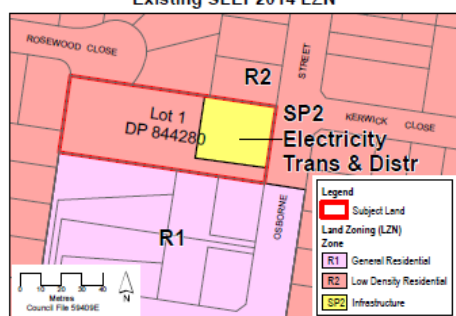 Existing SLEP2014 LZN
ROSEWOOD CLOSE
R2
STREET
Lot 1
DP 844280
SP2
Electricity
Trans & Distr
KERWICK CLOSE
R1
OSBORNE
Legend
Subject Land
Land Zoning (LZN)
Zone
R1 General Residential
R2 Low Density Residential
SP2 Infrastructure
0 10 20 30 40
Metres
Council File 59409E
N